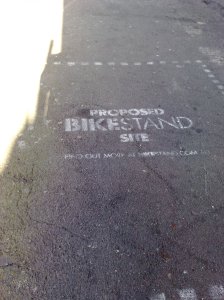 PROPOSED
BIKESTAND
SITE
FIND OUT MORE AT